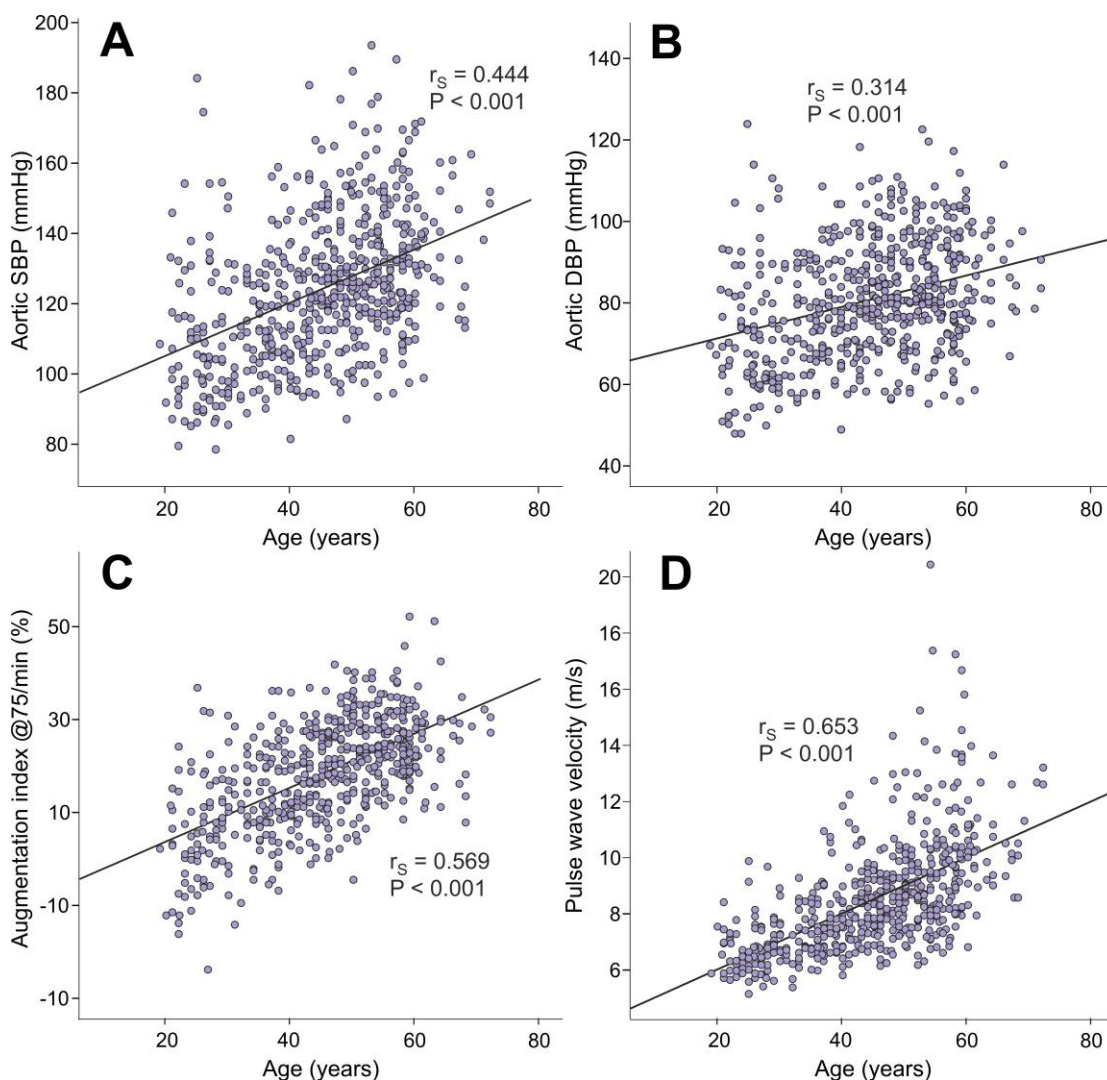 A
Aortic SBP (mmHg)
200
180
160
140
120
100
80
r_S = 0.444
P < 0.001
20 40 60 80
Age (years)
B
Aortic DBP (mmHg)
140
120
100
80
60
40
r_S = 0.314
P < 0.001
20 40 60 80
Age (years)
C
Augmentation index @75/min (%)
50
30
10
-10
-10
r_S = 0.569
P < 0.001
20 40 60 80
Age (years)
D
Pulse wave velocity (m/s)
20
16
16
14
12
10
8
6
r_S = 0.653
P < 0.001
20 40 60 80
Age (years)